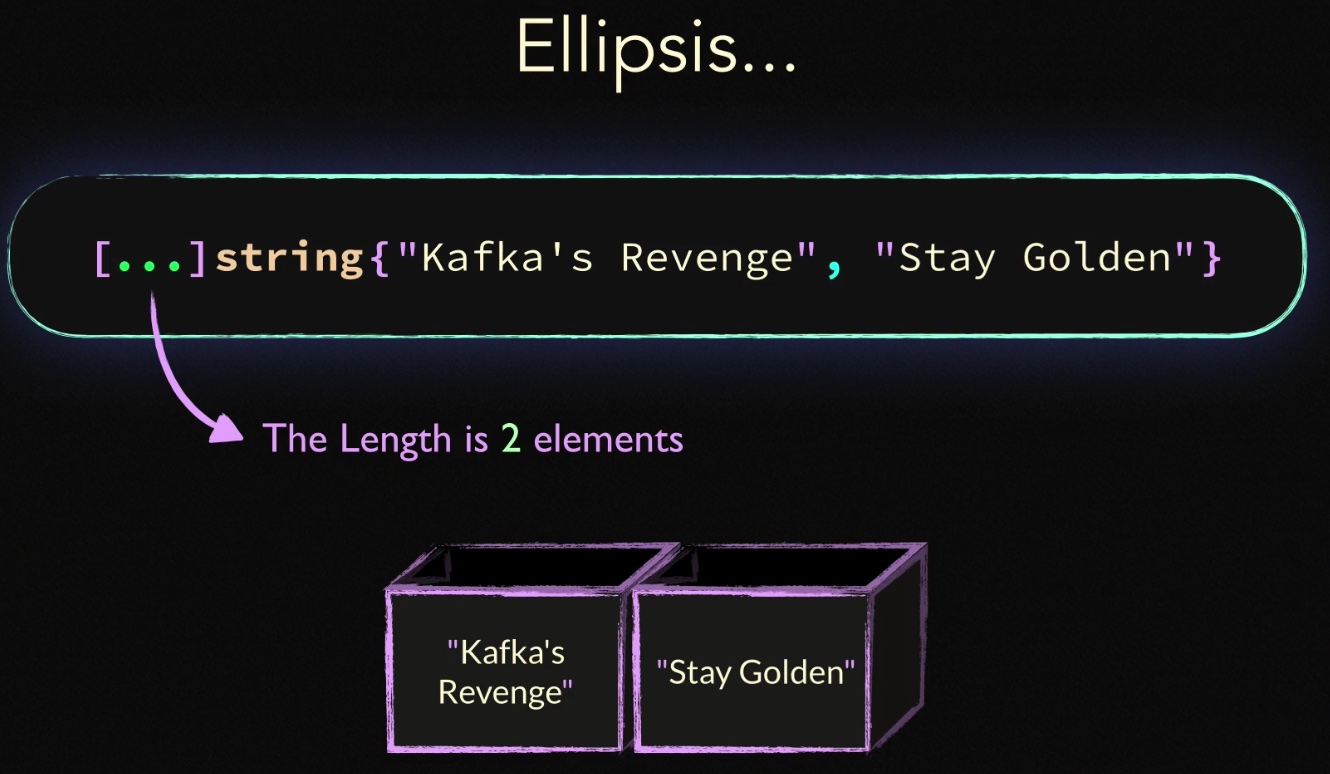 Ellipsis...
[...]string{"Kafka's Revenge", "Stay Golden"}
The Length is 2 elements
"Kafka's
Revenge"
"Stay Golden"